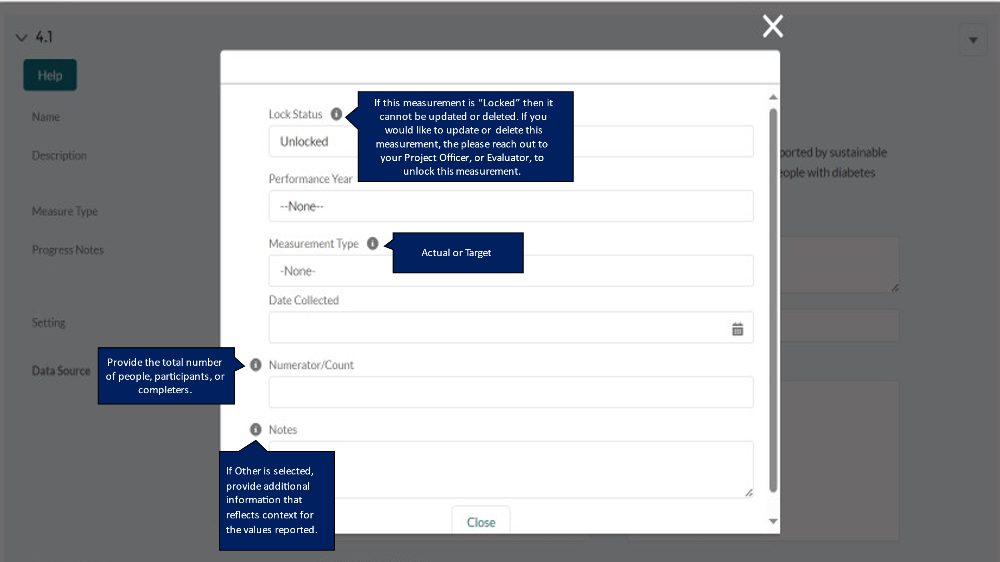 4.1
Help
Name
Description
Measure Type
Progress Notes
Setting
Data Source
ported by sustainable
people with diabetes
Lock Status
Unlocked
If this measurement is “Locked” then it
cannot be updated or deleted. If you
would like to update or delete this
measurement, the please reach out to
your Project Officer, or Evaluator, to
unlock this measurement.
Performance Year
--None--
Measurement Type
Actual or Target
-None-
Date Collected
Provide the total number
of people, participants, or
completers.
Numerator/Count
Notes
If Other is selected,
provide additional
information that
reflects context for
the values reported.
Close